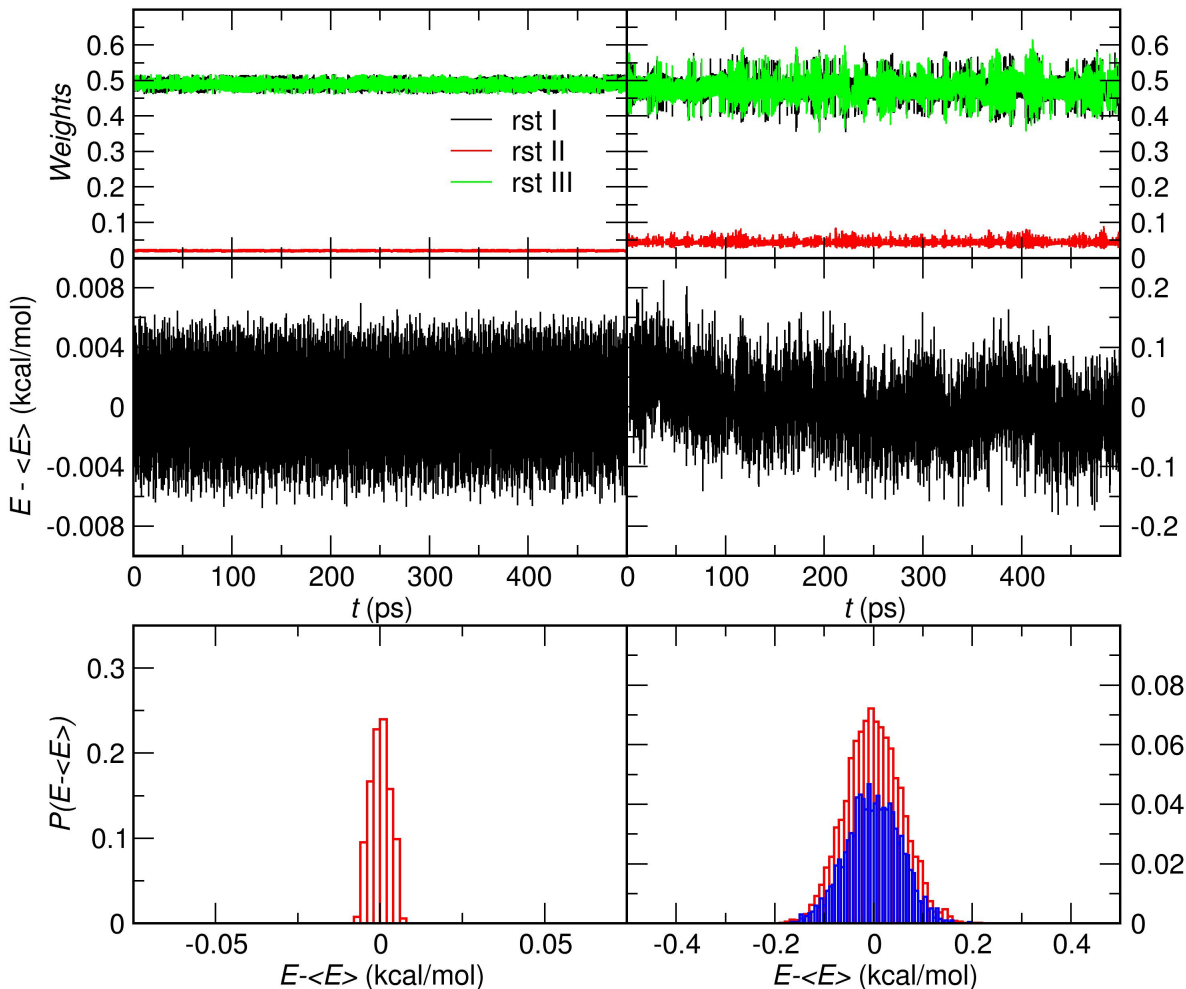 Weights
0.6
0.5
0.4
0.3
0.2
0.1
0
rst I
rst II
rst III
0.6
0.5
0.4
0.3
0.2
0.1
0
E - <E> (kcal/mol)
0.008
0.004
0
-0.004
-0.008
0.2
0.1
0
-0.1
-0.2
0 100 200 300 400
0 100 200 300 400
t (ps)
t (ps)
P(E-<E>)
0.3
0.2
0.1
0
0.08
0.06
0.04
0.02
0
-0.05 0 0.05
-0.4 -0.2 0 0.2 0.4
E-<E> (kcal/mol)
E-<E> (kcal/mol)